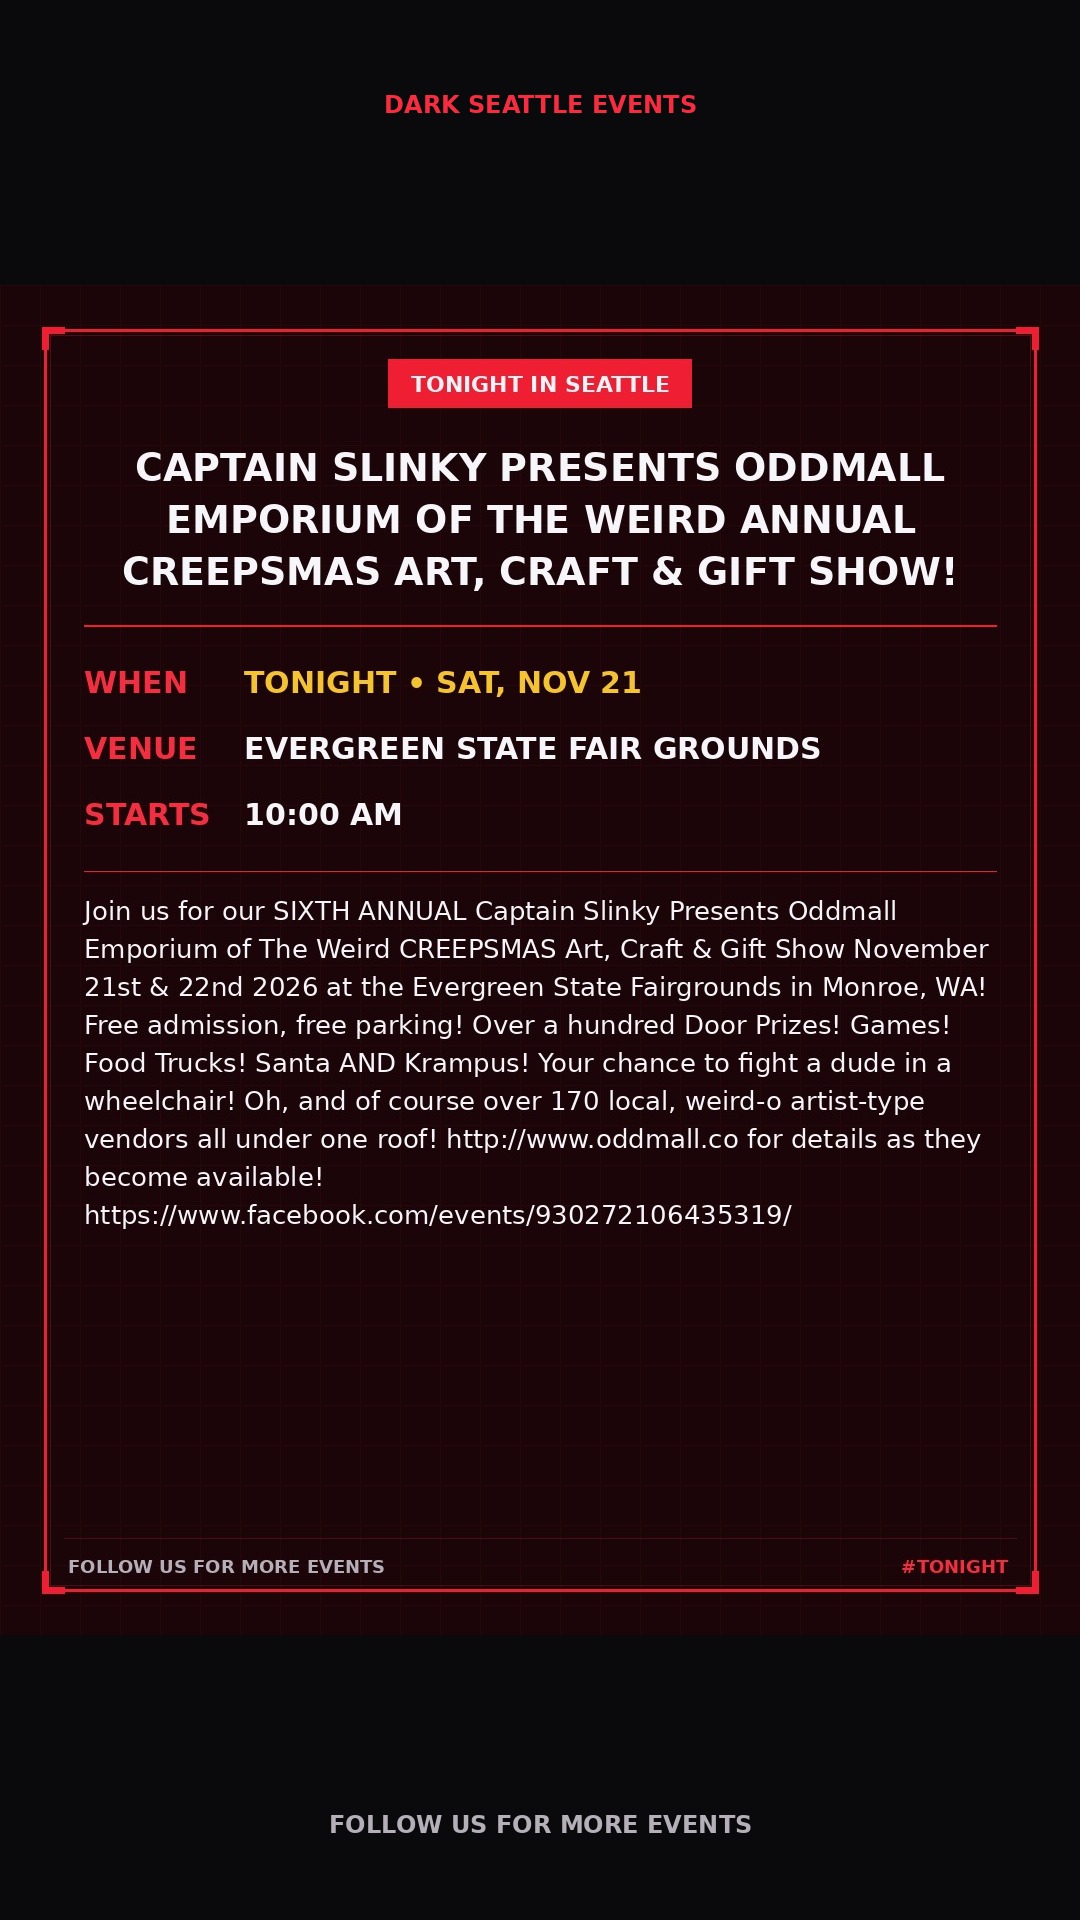 DARK SEATTLE EVENTS
TONIGHT IN SEATTLE
CAPTAIN SLINKY PRESENTS ODDMALL
EMPORIUM OF THE WEIRD ANNUAL
CREEPSMAS ART, CRAFT & GIFT SHOW!
WHEN TONIGHT • SAT, NOV 21
VENUE EVERGREEN STATE FAIR GROUNDS
STARTS 10:00 AM
Join us for our SIXTH ANNUAL Captain Slinky Presents Oddmall
Emporium of The Weird CREEPSMAS Art, Craft & Gift Show November
21st & 22nd 2026 at the Evergreen State Fairgrounds in Monroe, WA!
Free admission, free parking! Over a hundred Door Prizes! Games!
Food Trucks! Santa AND Krampus! Your chance to fight a dude in a
wheelchair! Oh, and of course over 170 local, weird-o artist-type
vendors all under one roof! http://www.oddmall.co for details as they
become available!
https://www.facebook.com/events/930272106435319/
FOLLOW US FOR MORE EVENTS #TONIGHT
FOLLOW US FOR MORE EVENTS